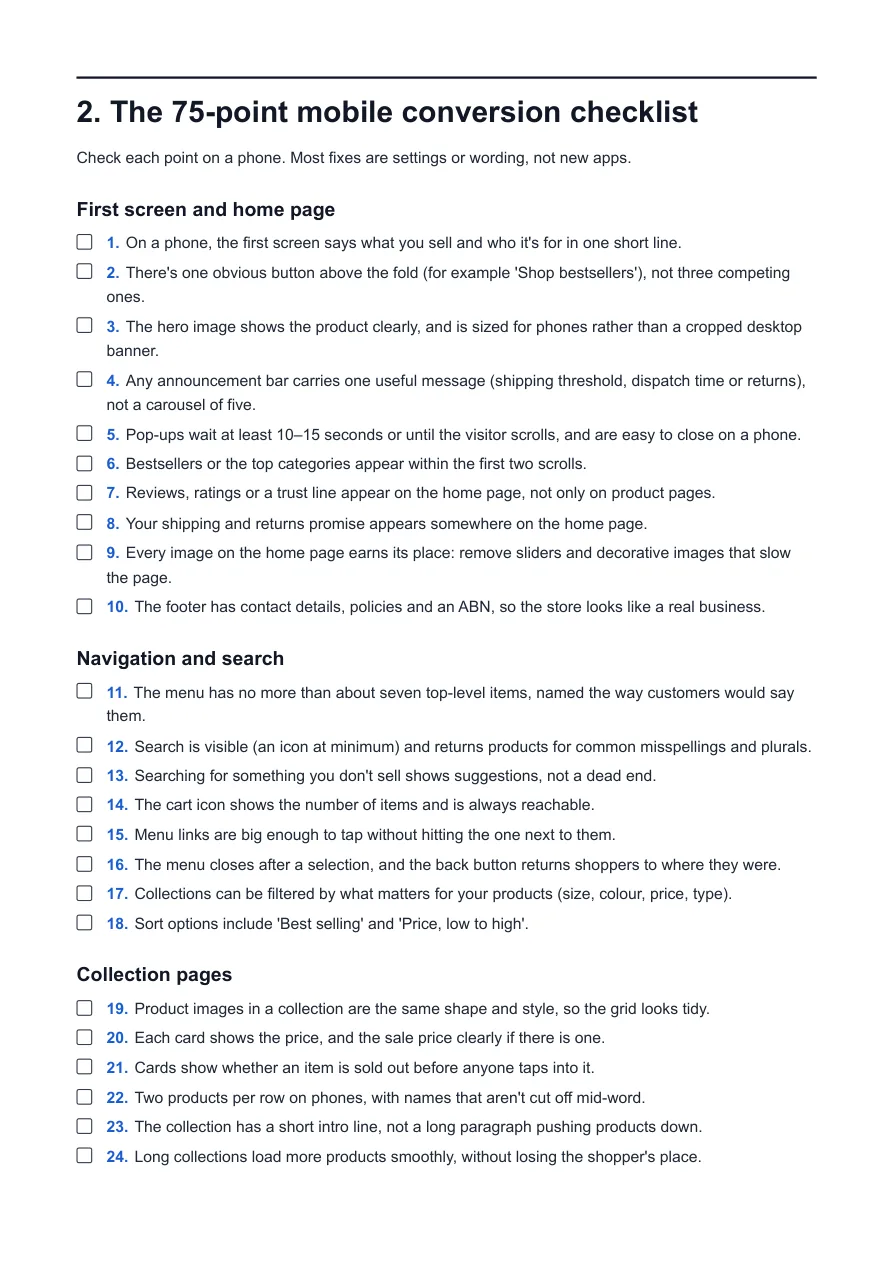 2. The 75-point mobile conversion checklist
Check each point on a phone. Most fixes are settings or wording, not new apps.
First screen and home page
1. On a phone, the first screen says what you sell and who it's for in one short line.
2. There's one obvious button above the fold (for example 'Shop bestsellers'), not three competing
ones.
3. The hero image shows the product clearly, and is sized for phones rather than a cropped desktop
banner.
4. Any announcement bar carries one useful message (shipping threshold, dispatch time or returns),
not a carousel of five.
5. Pop-ups wait at least 10–15 seconds or until the visitor scrolls, and are easy to close on a phone.
6. Bestsellers or the top categories appear within the first two scrolls.
7. Reviews, ratings or a trust line appear on the home page, not only on product pages.
8. Your shipping and returns promise appears somewhere on the home page.
9. Every image on the home page earns its place: remove sliders and decorative images that slow
the page.
10. The footer has contact details, policies and an ABN, so the store looks like a real business.
Navigation and search
11. The menu has no more than about seven top-level items, named the way customers would say
them.
12. Search is visible (an icon at minimum) and returns products for common misspellings and plurals.
13. Searching for something you don't sell shows suggestions, not a dead end.
14. The cart icon shows the number of items and is always reachable.
15. Menu links are big enough to tap without hitting the one next to them.
16. The menu closes after a selection, and the back button returns shoppers to where they were.
17. Collections can be filtered by what matters for your products (size, colour, price, type).
18. Sort options include 'Best selling' and 'Price, low to high'.
Collection pages
19. Product images in a collection are the same shape and style, so the grid looks tidy.
20. Each card shows the price, and the sale price clearly if there is one.
21. Cards show whether an item is sold out before anyone taps into it.
22. Two products per row on phones, with names that aren't cut off mid-word.
23. The collection has a short intro line, not a long paragraph pushing products down.
24. Long collections load more products smoothly, without losing the shopper's place.